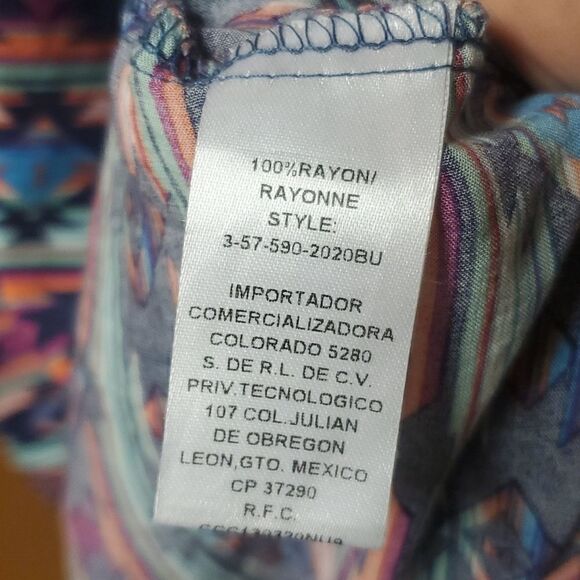 100%RAYON/
RAYONNE
STYLE:
3-57-590-2020BU
IMPORTADOR
COMERCIALIZADORA
COLORADO 5280
S. DE R.L. DE C.V.
PRIV.TECNOLOGICO
107 COL.JULIAN
DE OBREGON
LEON,GTO. MEXICO
CP 37290
R.F.C.